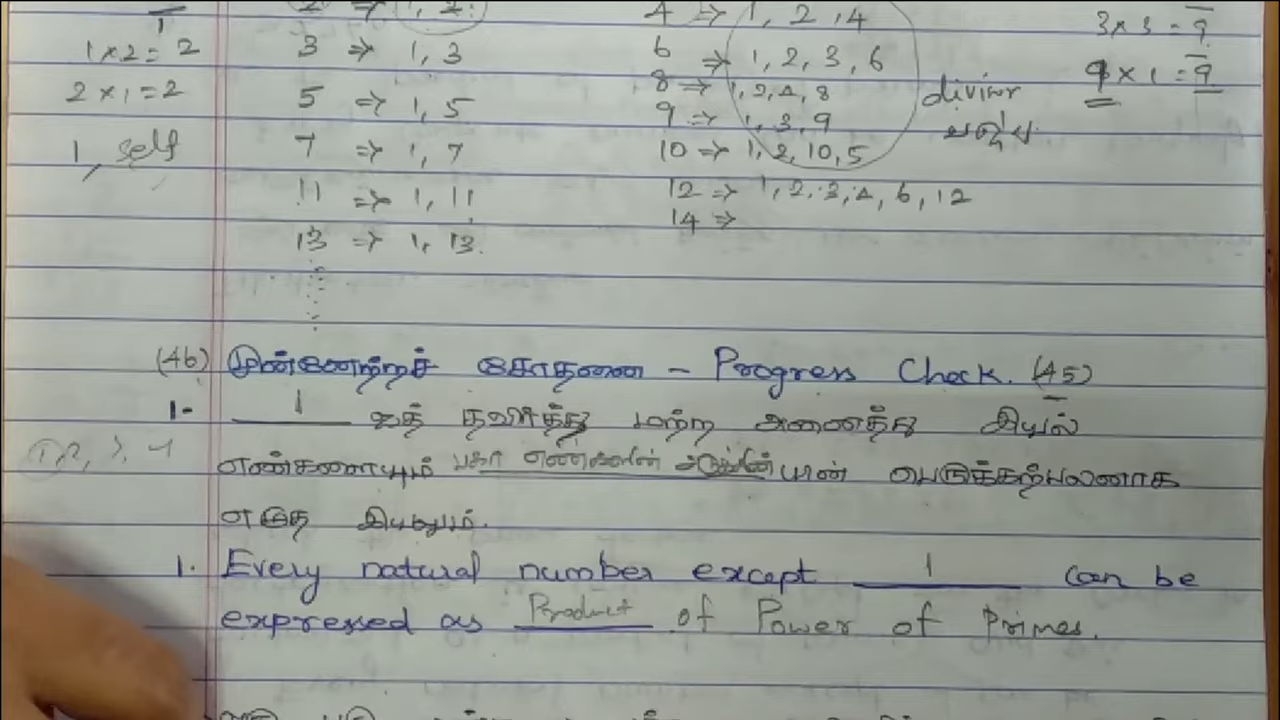 2 ⇒ 1, 2.
4 ⇒ 1, 2, 4
3 × 3 = 9
1 × 2 = 2
3 ⇒ 1, 3
6 ⇒ 1, 2, 3, 6
9 × 1 = 9
2 × 1 = 2
5 ⇒ 1, 5
8 ⇒ 1, 2, 4, 8
9 ⇒ 1, 3, 9
1, self
7 ⇒ 1, 7
10 ⇒ 1, 2, 10, 5
11 ⇒ 1, 11
12 ⇒ 1, 2, 3, 4, 6, 12
14 ⇒
13 ⇒ 1, 13.
(46) முன்னேற்றச் சோதனை - Progress Check. (45)
1- 1 ஐத் தவிர்த்து மற்ற அனைத்து இயல்
எண்களையும் பகா எண்களின் யின் பெருக்கற்பலனாக
எழுத இயலும்.
1. Every natural number except 1 can be
expressed as Product of Power of Primes.